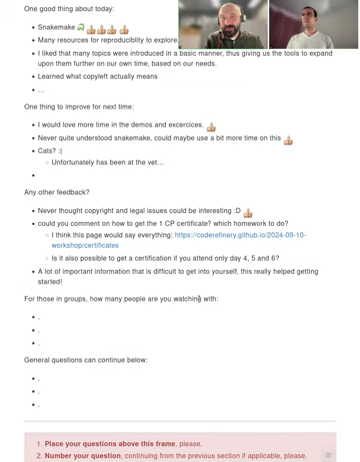 One good thing about today:
Snakemake
Many resources for reproduciblity to explore
I liked that many topics were introduced in a basic manner, thus giving us the tools to expand
upon them further on our own time, based on our needs.
Learned what copyleft actually means
...
One thing to improve for next time:
I would love more time in the demos and excercices.
Never quite understood snakemake, could maybe use a bit more time on this
Cats? :(
Unfortunately has been at the vet...
Any other feedback?
Never thought copyright and legal issues could be interesting :D
could you comment on how to get the 1 CP certificate? which homework to do?
I think this page would say everything: https://coderefinery.github.io/2024-09-10-
workshop/certificates
Is it also possible to get a certification if you attend only day 4, 5 and 6?
A lot of important information that is difficult to get into yourself, this really helped getting
started!
For those in groups, how many people are you watching with:
.
.
.
General questions can continue below:
.
.
.
1. Place your questions above this frame, please.
2. Number your question, continuing from the previous section if applicable, please.